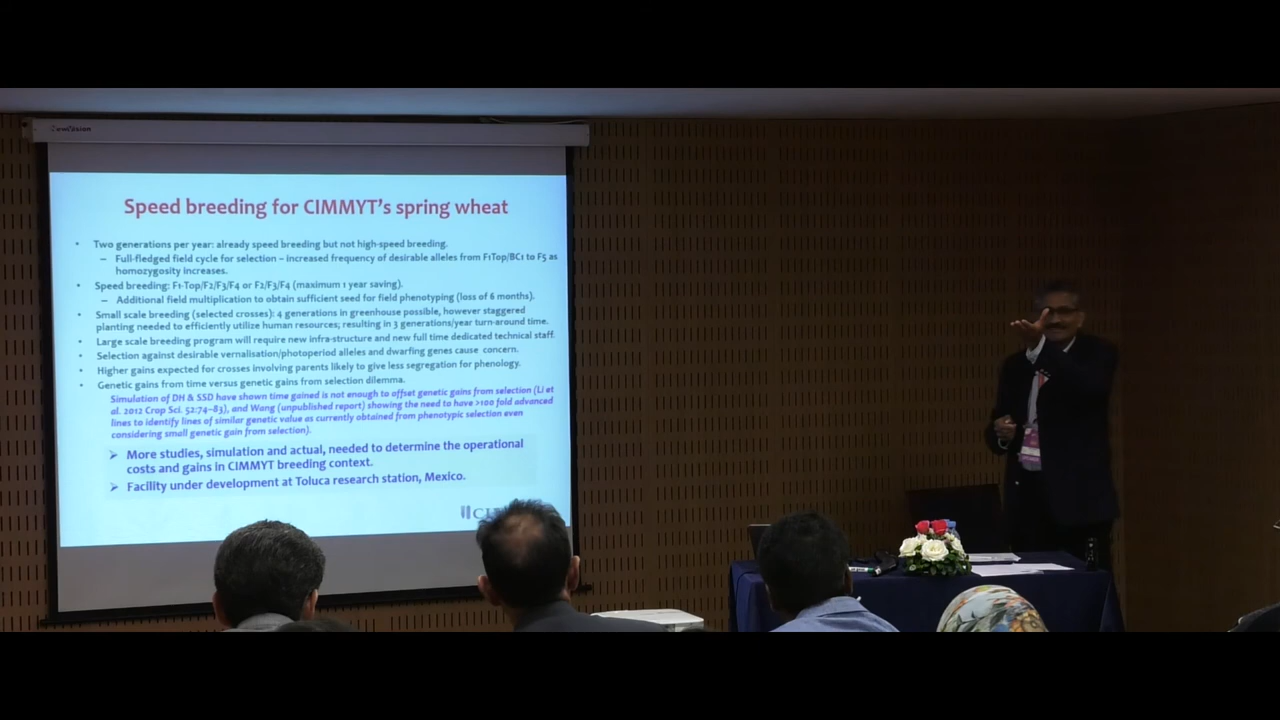 Speed breeding for CIMMYT's spring wheat
• Two generations per year: already speed breeding but not high-speed breeding.
– Full-fledged field cycle for selection – increased frequency of desirable alleles from F1Top/BC1 to F5 as
homozygosity increases.
• Speed breeding: F1-Top/F2/F3/F4 or F2/F3/F4 (maximum 1 year saving).
– Additional field multiplication to obtain sufficient seed for field phenotyping (loss of 6 months).
• Small scale breeding (selected crosses): 4 generations in greenhouse possible, however staggered
planting needed to efficiently utilize human resources; resulting in 3 generations/year turn-around time.
• Large scale breeding program will require new infra-structure and new full time dedicated technical staff.
• Selection against desirable vernalisation/photoperiod alleles and dwarfing genes cause concern.
• Higher gains expected for crosses involving parents likely to give less segregation for phenology.
• Genetic gains from time versus genetic gains from selection dilemma.
Simulation of DH & SSD have shown time gained is not enough to offset genetic gains from selection (Li et
al. 2012 Crop Sci. 52:74–83), and Wang (unpublished report) showing the need to have >100 fold advanced
lines to identify lines of similar genetic value as currently obtained from phenotypic selection even
considering small genetic gain from selection).
➢ More studies, simulation and actual, needed to determine the operational
costs and gains in CIMMYT breeding context.
➢ Facility under development at Toluca research station, Mexico.